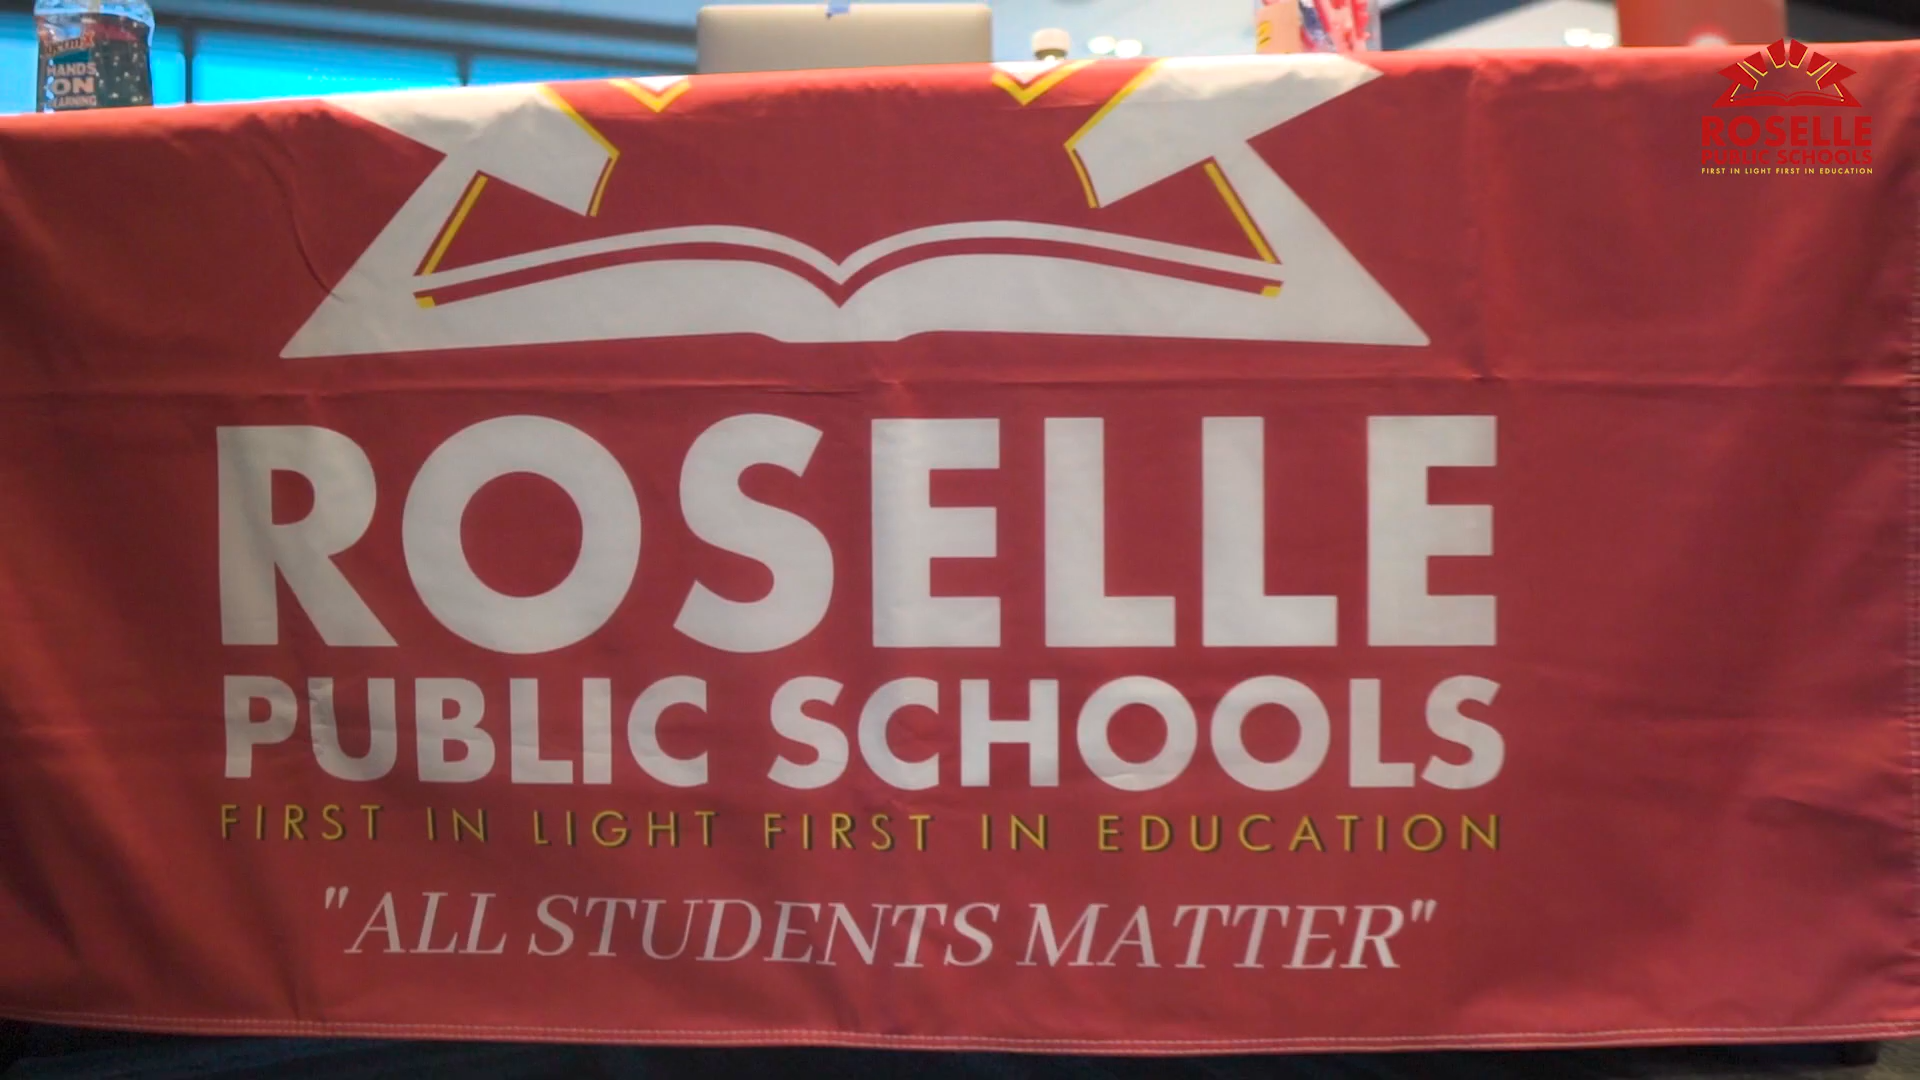 HANDS
ON
LEARNING
ROSELLE
PUBLIC SCHOOLS
FIRST IN LIGHT FIRST IN EDUCATION
ROSELLE
PUBLIC SCHOOLS
FIRST IN LIGHT FIRST IN EDUCATION
"ALL STUDENTS MATTER"